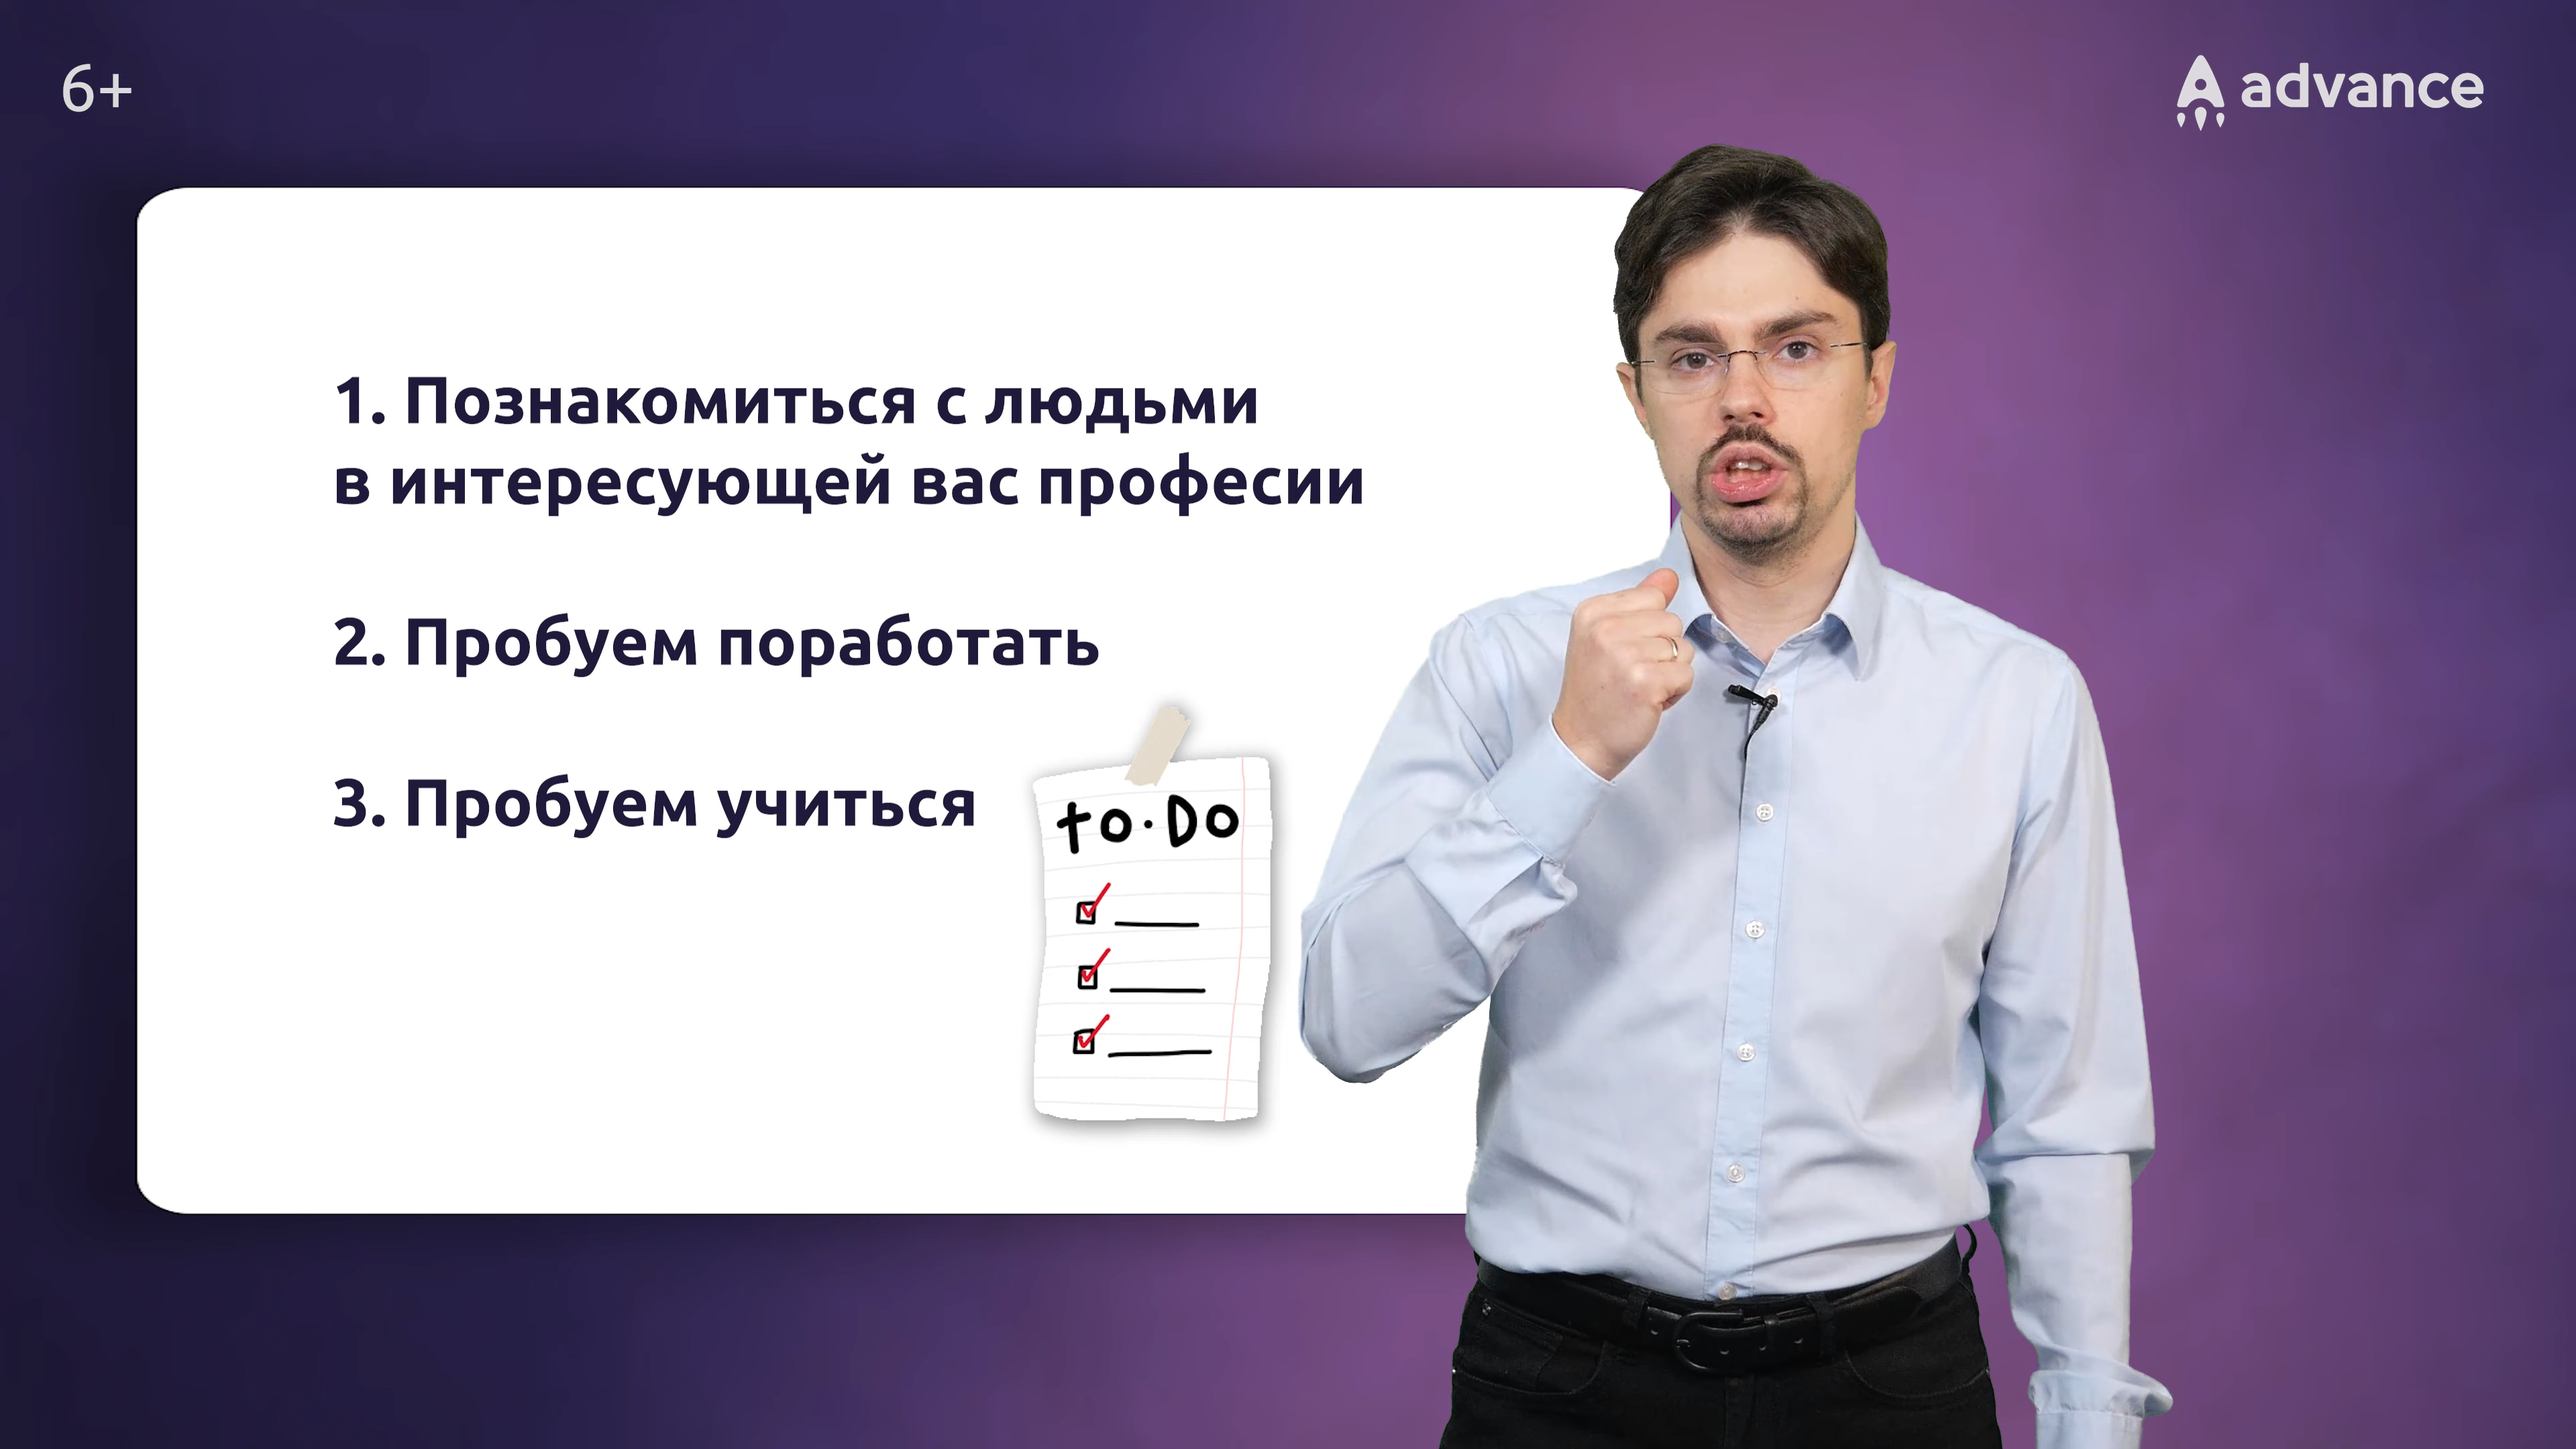 6+
advance
1. Познакомиться с людьми
в интересующей вас професии
2. Пробуем поработать
3. Пробуем учиться
to·Do